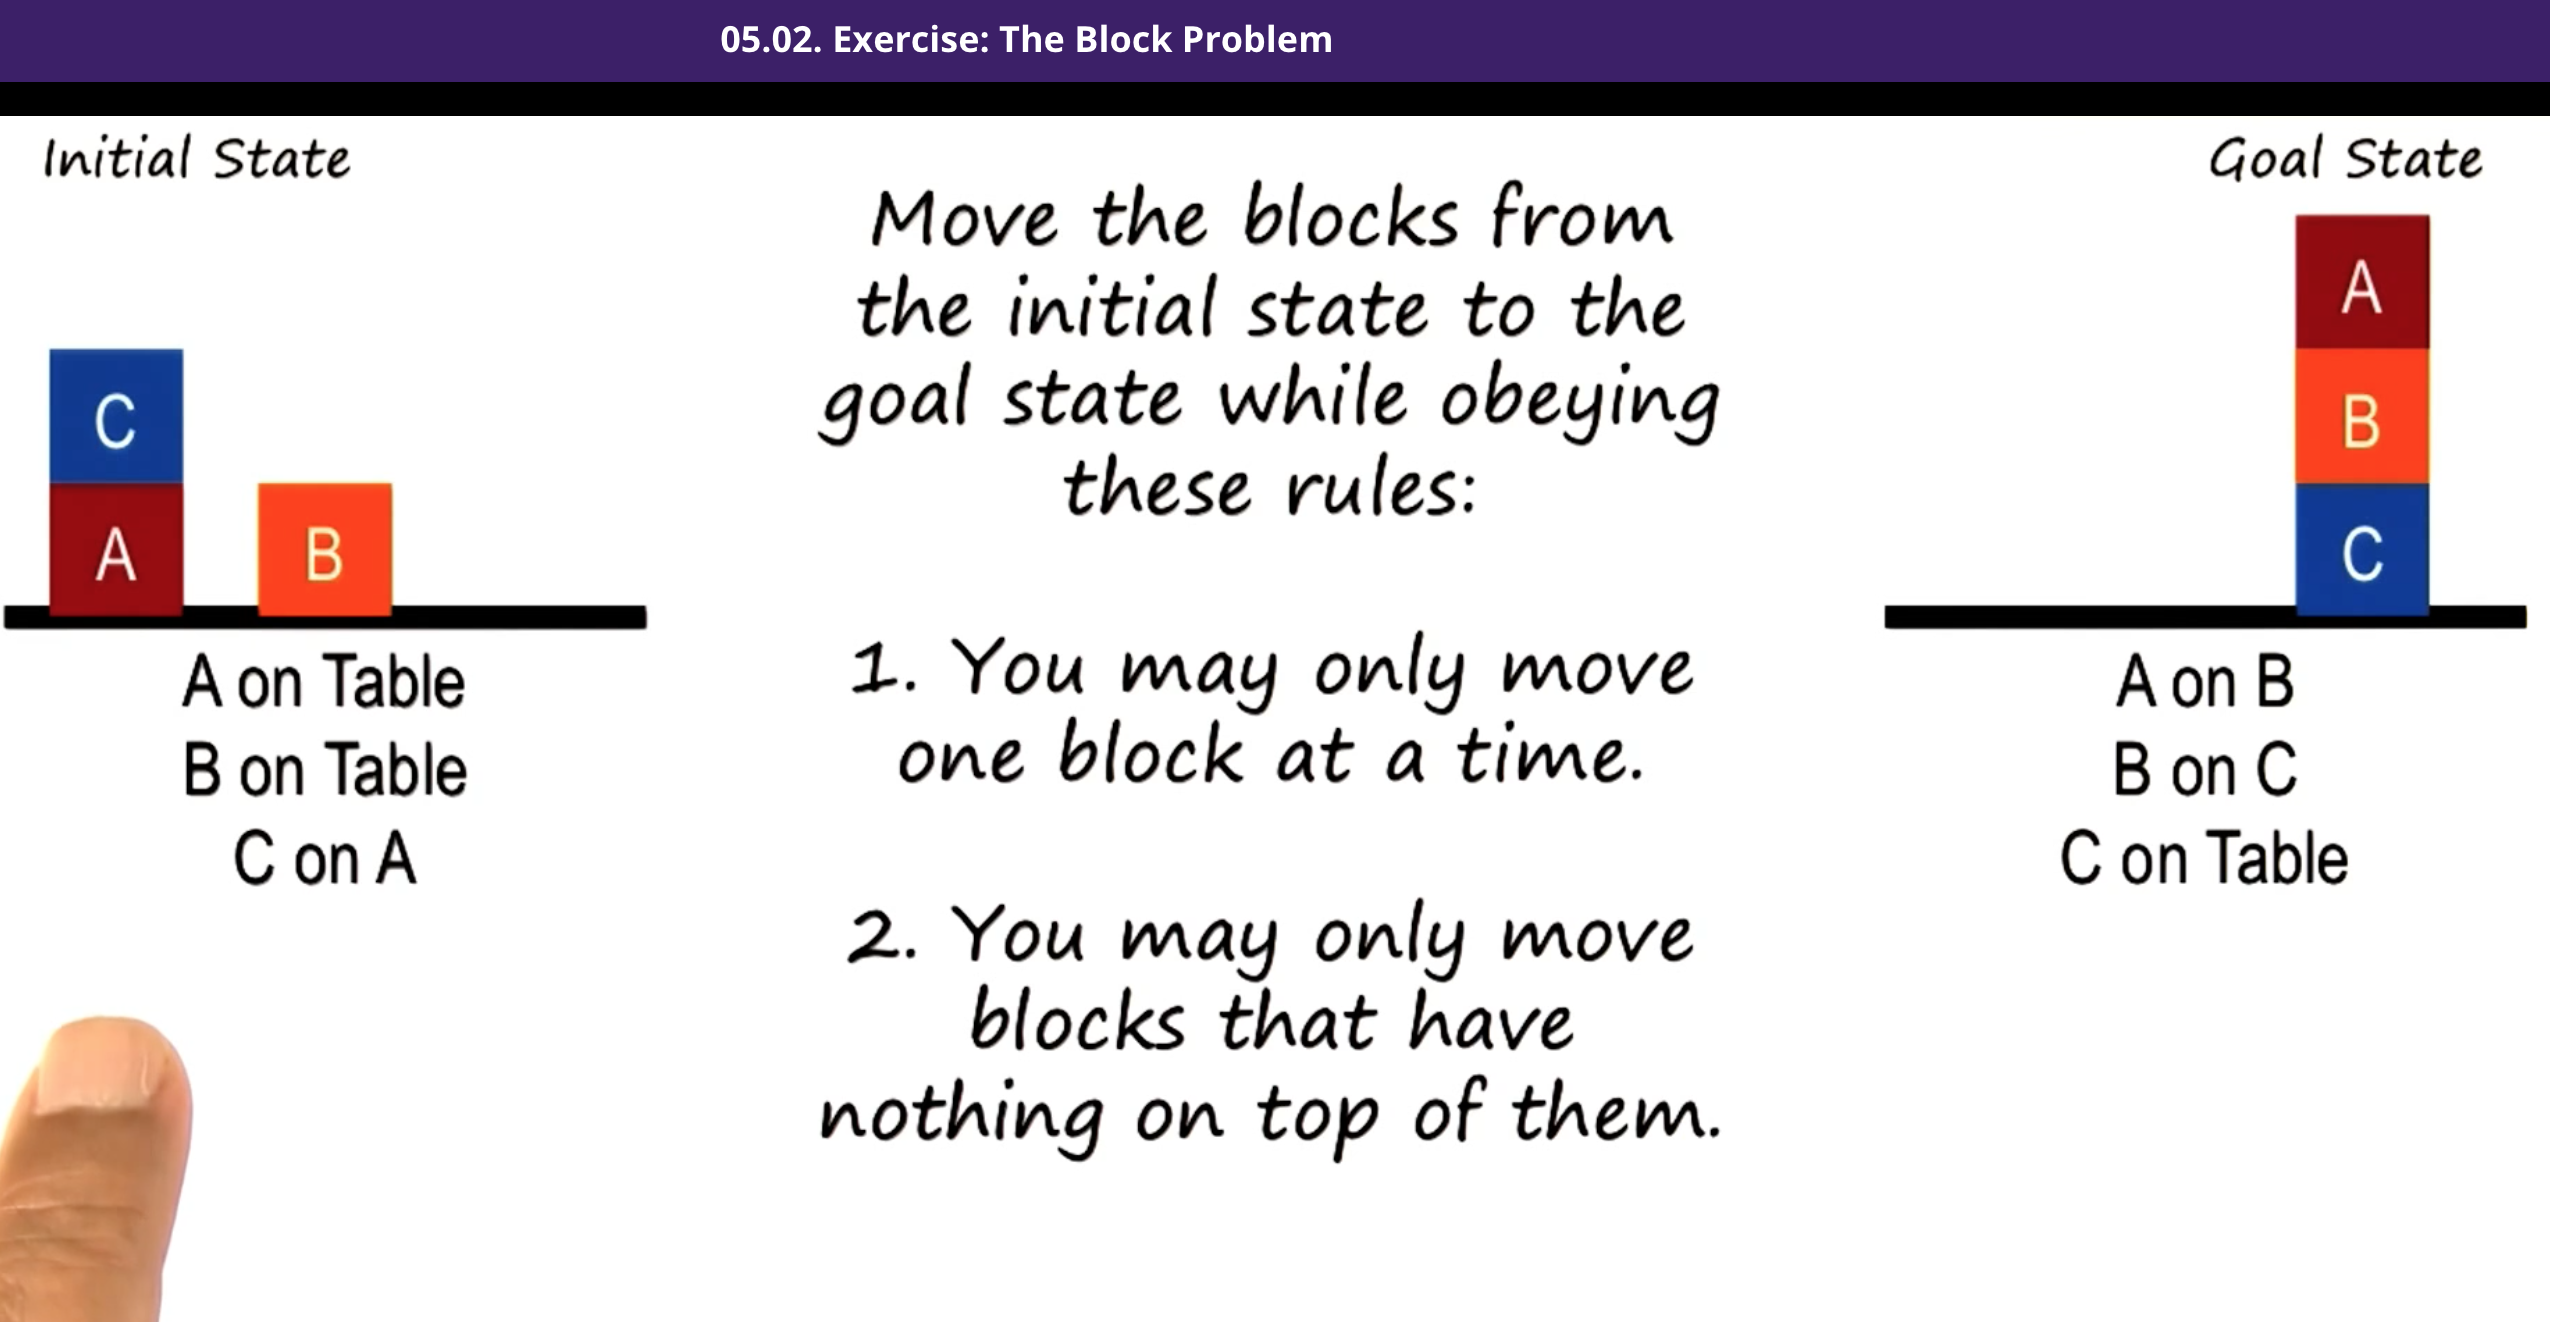 05.02. Exercise: The Block Problem
Initial State
C
A
B
A on Table
B on Table
C on A
Move the blocks from
the initial state to the
goal state while obeying
these rules:
1. You may only move
one block at a time.
2. You may only move
blocks that have
nothing on top of them.
Goal State
A
B
C
A on B
B on C
C on Table